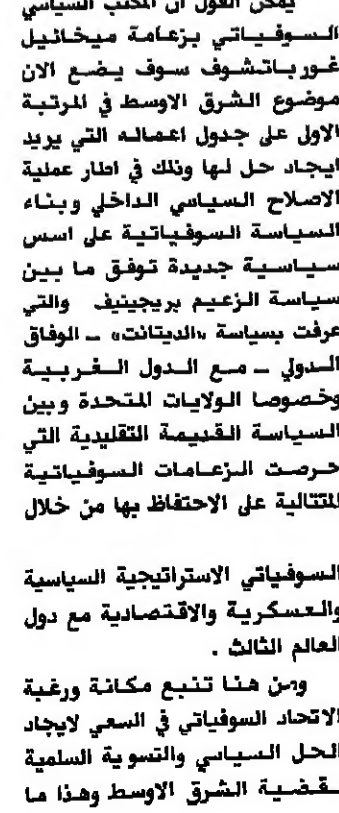 يمكن القول ان المكتب السياسي
السوفياتي بزعامة ميخائيل
غورباتشوف سوف يضع الان
موضوع الشرق الاوسط في المرتبة
الاولى على جدول اعماله التي يريد
ايجاد حل لها وذلك في اطار عملية
الاصلاح السياسي الداخلي وبناء
السياسة السوفياتية على اسس
سياسية جديدة توفق ما بين
سياسة الزعيم بريجينيف والتي
عرفت بسياسة «الديتانت» ـ الوفاق
الدولي ـ مع الدول الغربية
وخصوصا الولايات المتحدة وبين
السياسة القديمة التقليدية التي
حرصت الزعامات السوفياتية
المتتالية على الاحتفاظ بها من خلال
السوفياتي الاستراتيجية السياسية
والعسكرية والاقتصادية مع دول
العالم الثالث .
ومن هنا تنبع مكانة ورغبة
الاتحاد السوفياتي في السعي لايجاد
الحل السياسي والتسوية السلمية
لقضية الشرق الاوسط وهذا ما